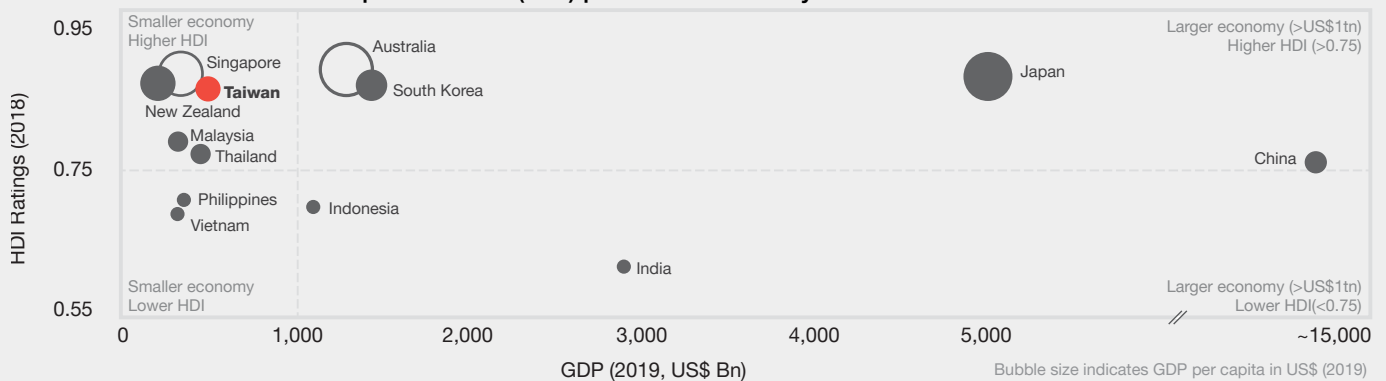 0.95
0.75
0.55
HDI Ratings (2018)
Smaller economy
Higher HDI
Larger economy (>US$1tn)
Higher HDI (>0.75)
Singapore
Taiwan
New Zealand
Malaysia
Thailand
Australia
South Korea
Japan
China
Philippines
Vietnam
Indonesia
India
Smaller economy
Lower HDI
Larger economy (>US$1tn)
Lower HDI(<0.75)
0
1,000
2,000
3,000
4,000
5,000
~15,000
GDP (2019, US$ Bn)
Bubble size indicates GDP per capita in US$ (2019)